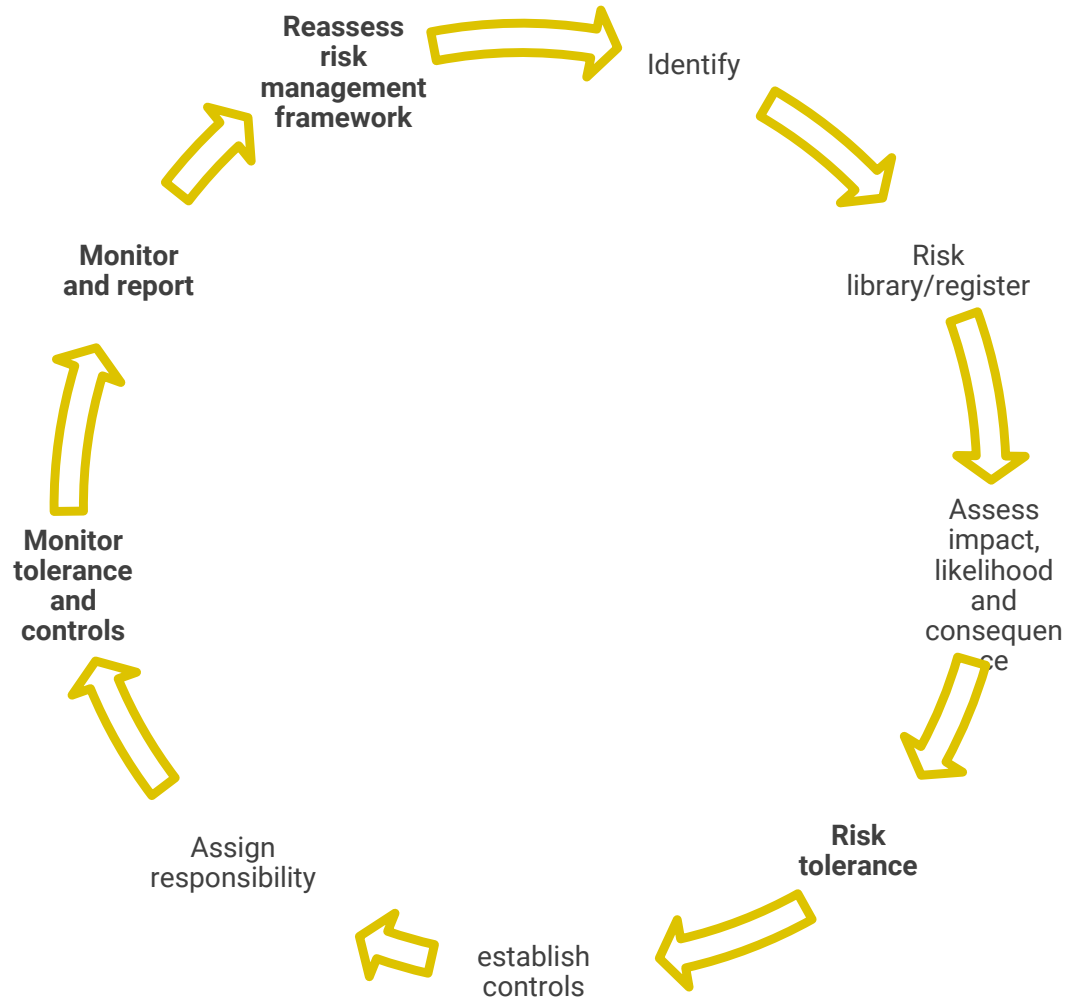 Reassess
risk
management
framework
Identify
Risk
library/register
Assess
impact,
likelihood
and
consequen
ce
Risk
tolerance
establish
controls
Assign
responsibility
Monitor
tolerance
and
controls
Monitor
and report